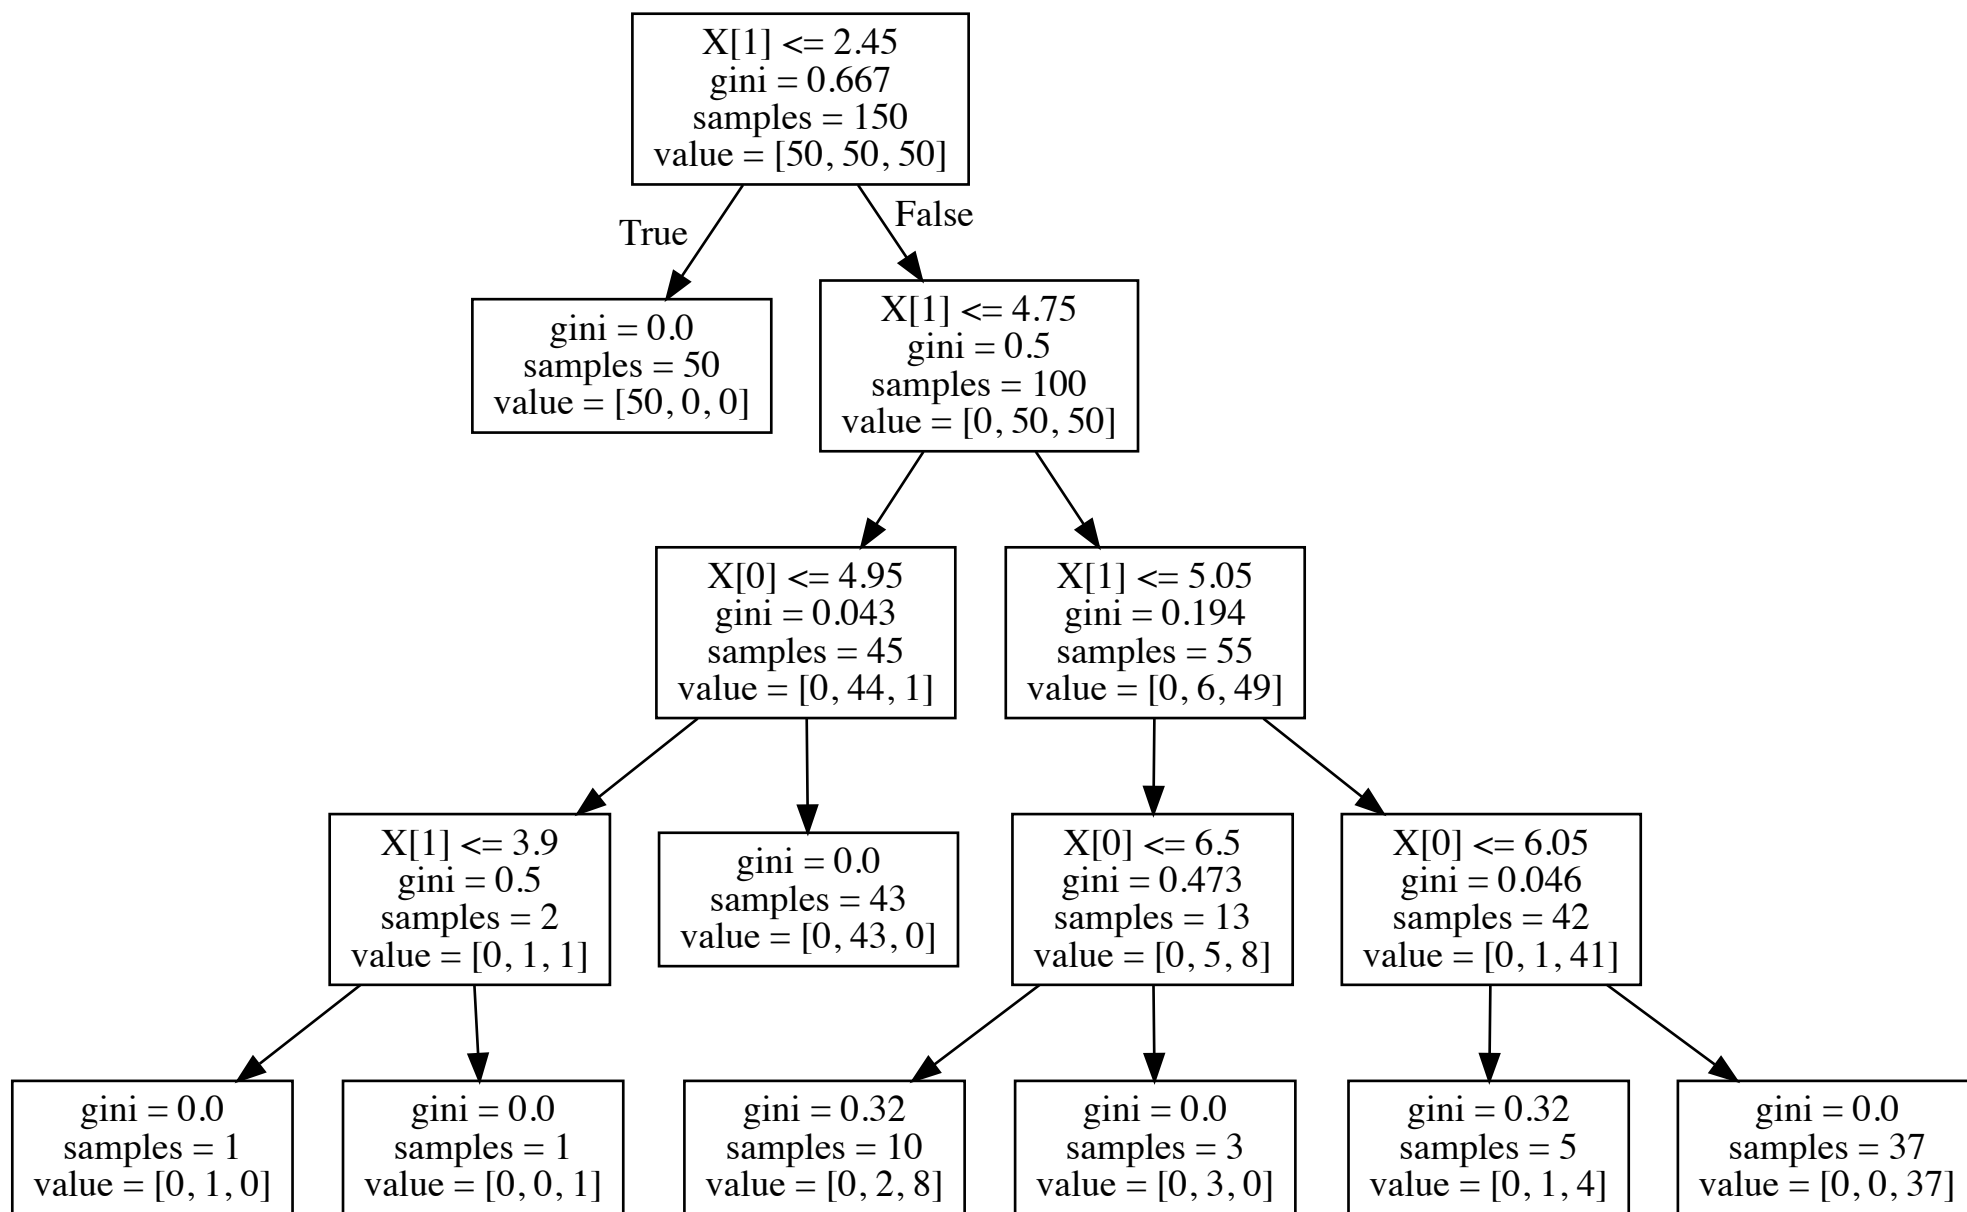 X[1] <= 2.45
gini = 0.667
samples = 150
value = [50, 50, 50]
True
False
gini = 0.0
samples = 50
value = [50, 0, 0]
X[1] <= 4.75
gini = 0.5
samples = 100
value = [0, 50, 50]
X[0] <= 4.95
gini = 0.043
samples = 45
value = [0, 44, 1]
X[1] <= 5.05
gini = 0.194
samples = 55
value = [0, 6, 49]
X[1] <= 3.9
gini = 0.5
samples = 2
value = [0, 1, 1]
gini = 0.0
samples = 43
value = [0, 43, 0]
X[0] <= 6.5
gini = 0.473
samples = 13
value = [0, 5, 8]
X[0] <= 6.05
gini = 0.046
samples = 42
value = [0, 1, 41]
gini = 0.0
samples = 1
value = [0, 1, 0]
gini = 0.0
samples = 1
value = [0, 0, 1]
gini = 0.32
samples = 10
value = [0, 2, 8]
gini = 0.0
samples = 3
value = [0, 3, 0]
gini = 0.32
samples = 5
value = [0, 1, 4]
gini = 0.0
samples = 37
value = [0, 0, 37]